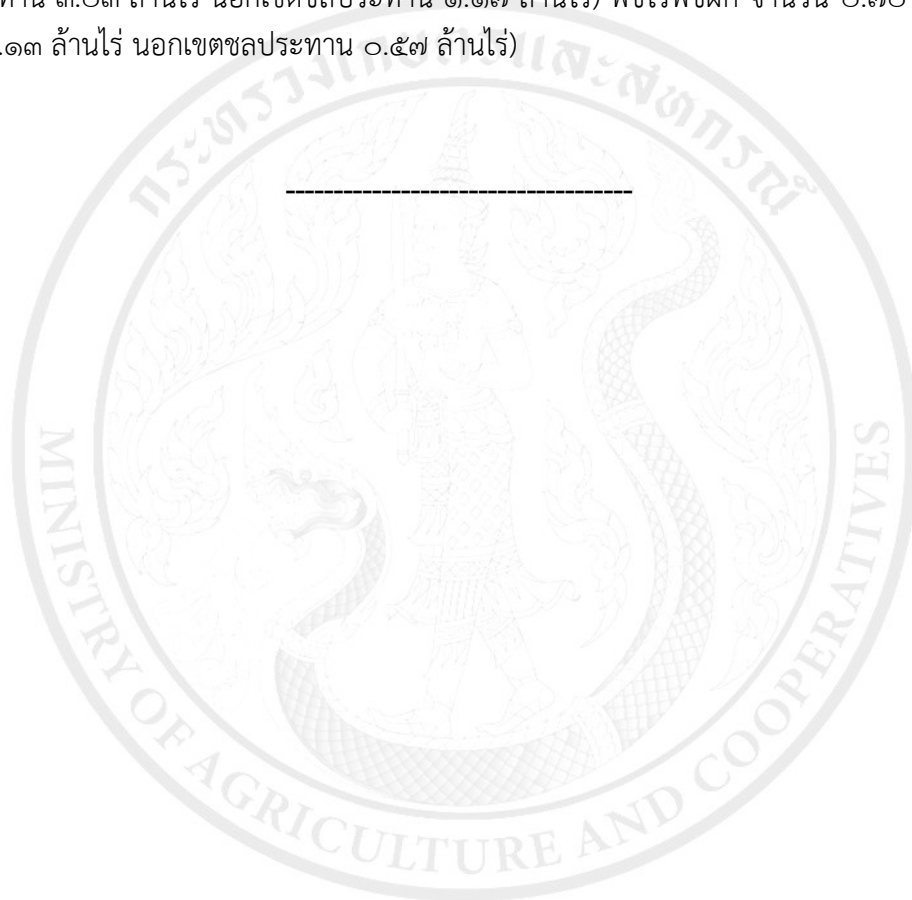 ล้านไร่ นอกเขตชลประทาน ๑.๑๗ ล้านไร่) พืชไร่พืชผัก จำนวน
.๑๓ ล้านไร่ นอกเขตชลประทาน ๐.๕๗ ล้านไร่)
กระทรวงเกษตรและสหกรณ์
------------------------------------
MINISTRY OF AGRICULTURE AND COOPERATIVES